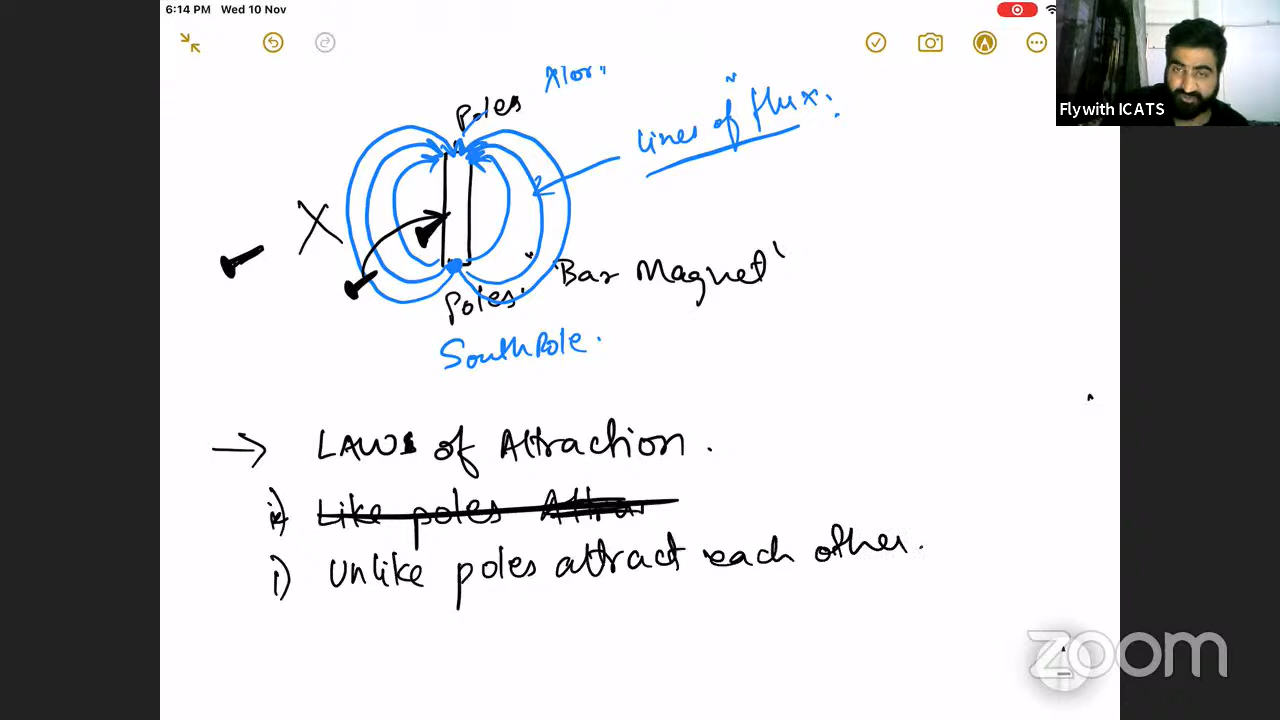 6:14 PM Wed 10 Nov
Flywith ICATS
Poles
"lines of flux":
"Bar Magnet"
Poles.
South Pole.
→ LAWS of Attraction.
Like poles
i) Unlike poles attract each other.
zoom